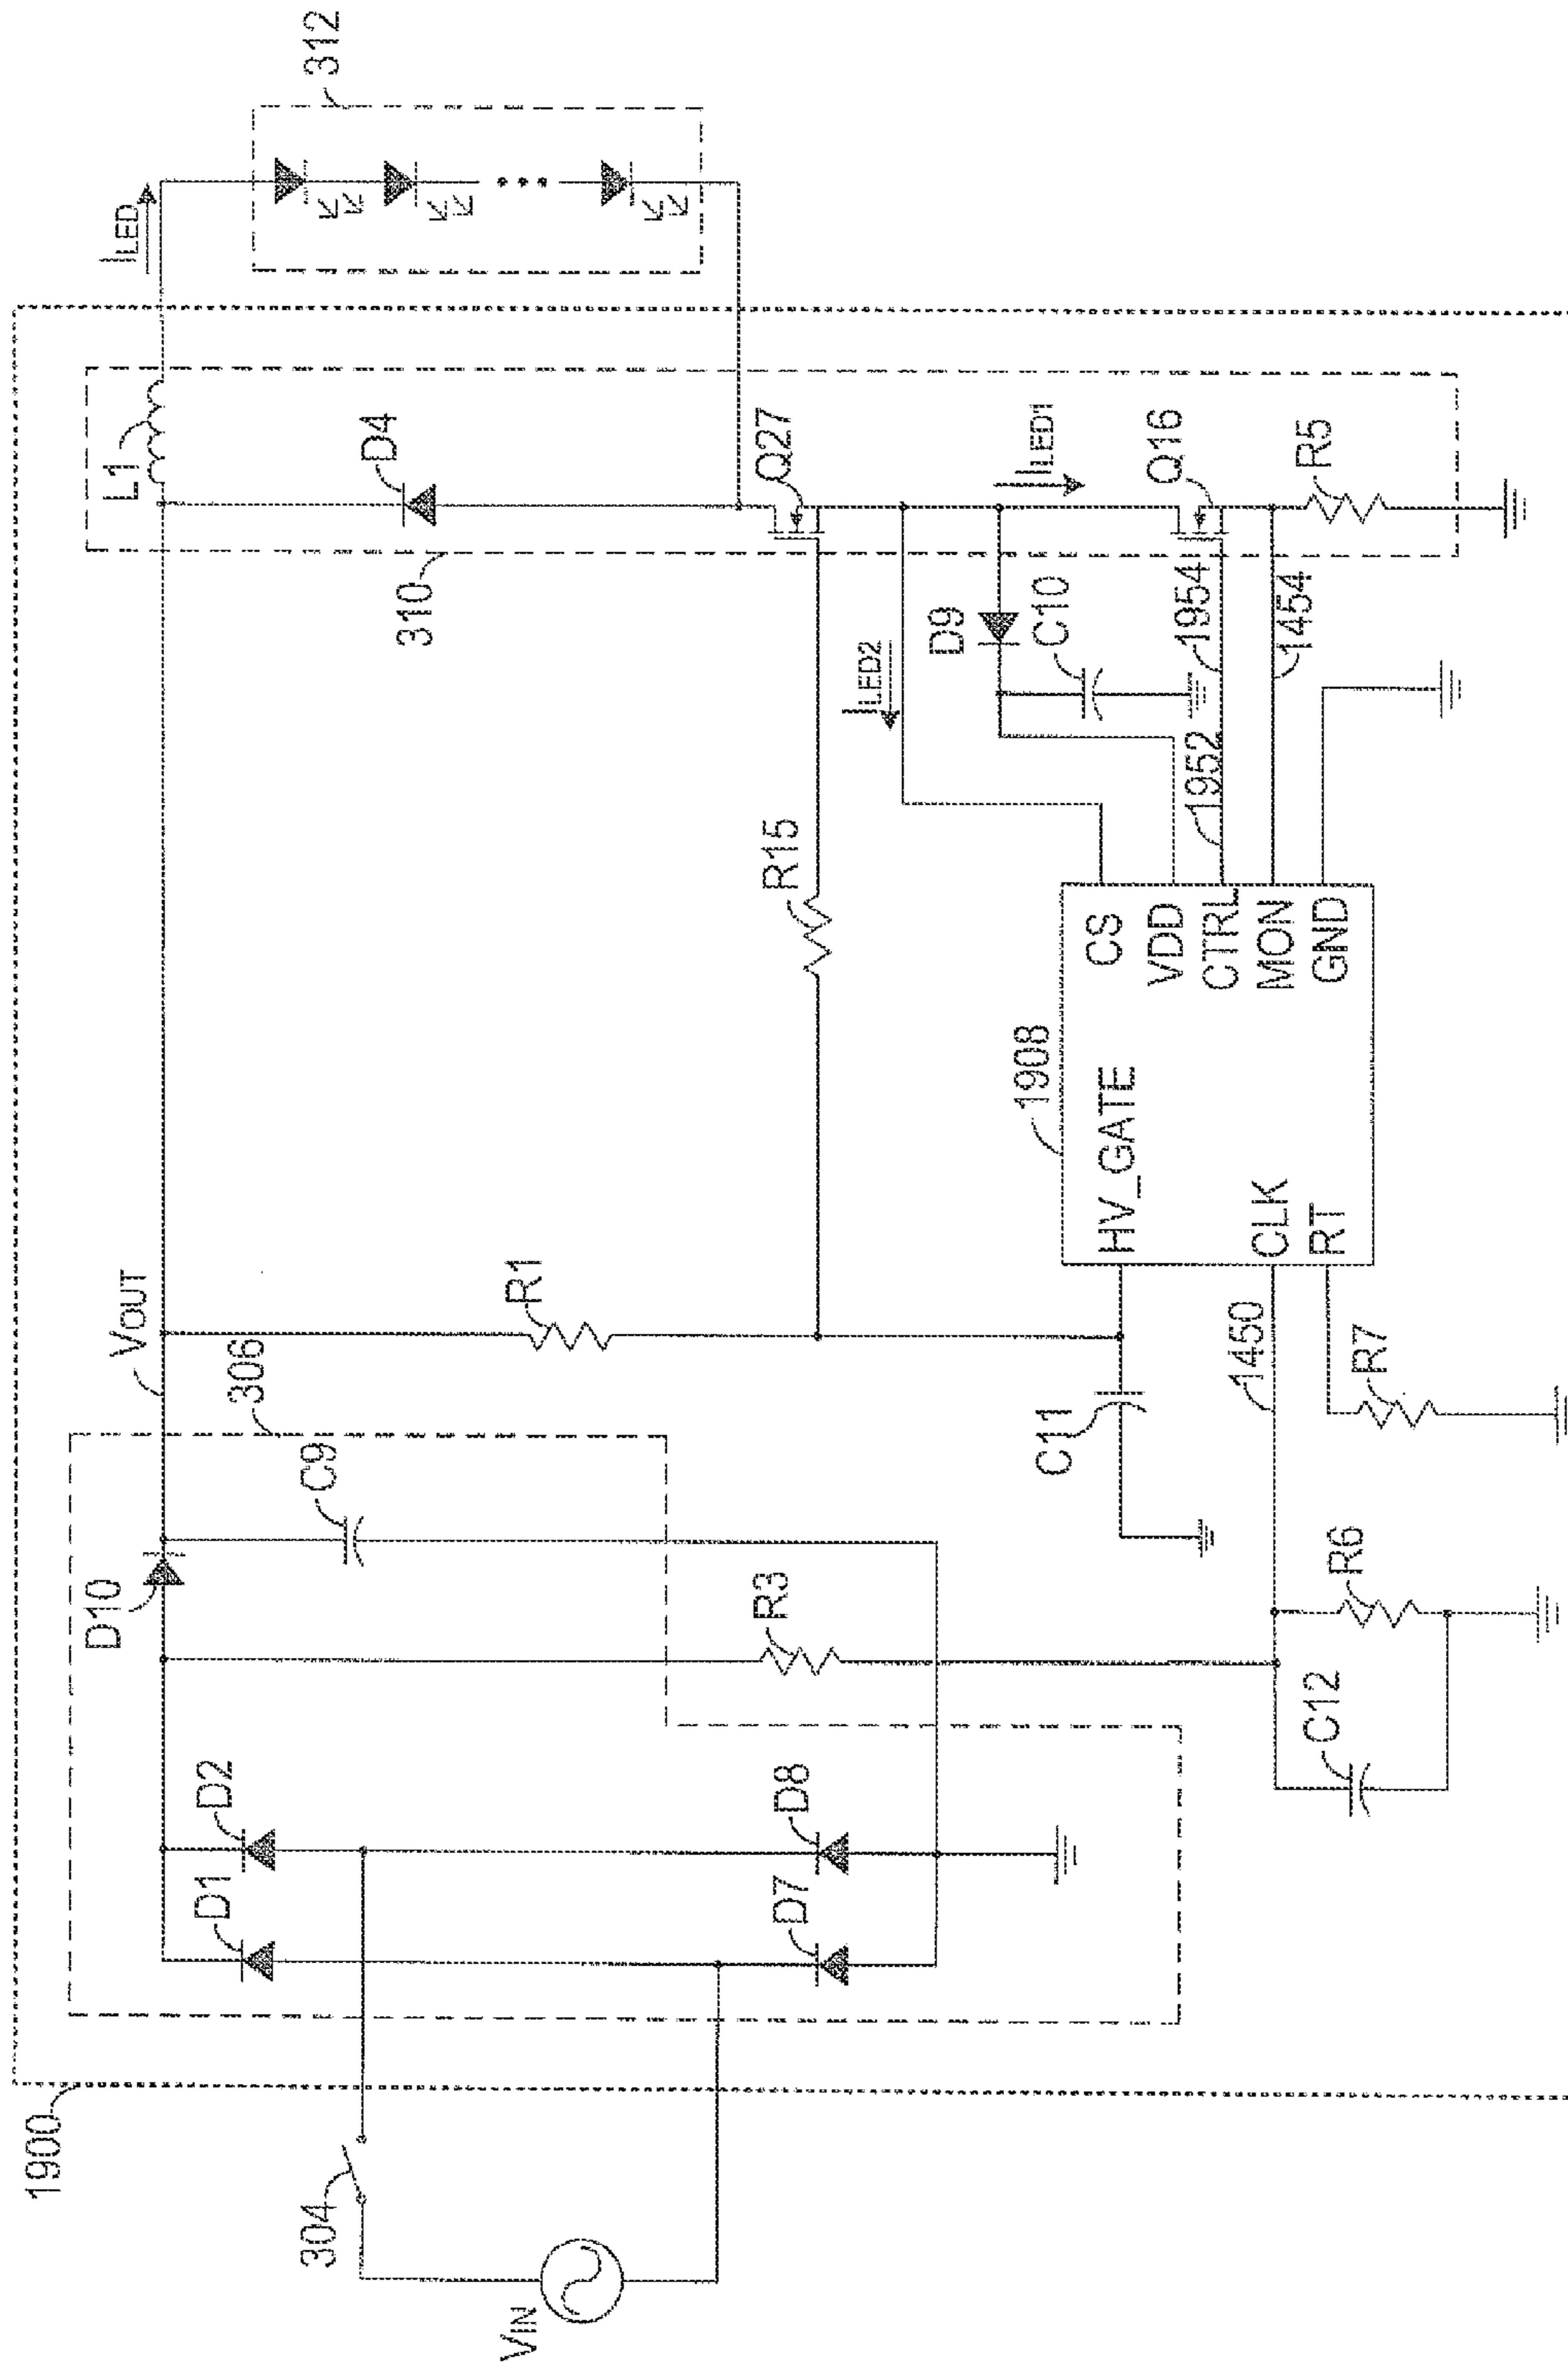 1900
VIN
304
D1
D2
D7
D8
D10
C9
306
VOUT
R3
C12
R6
1450
R7
C11
R1
R15
1908
HV_GATE
CLK
RT
CS
VDD
CTRL
MON
GND
1952
1954
1454
D9
C10
ILED2
ILED1
310
L1
D4
Q27
Q16
R5
ILED
312